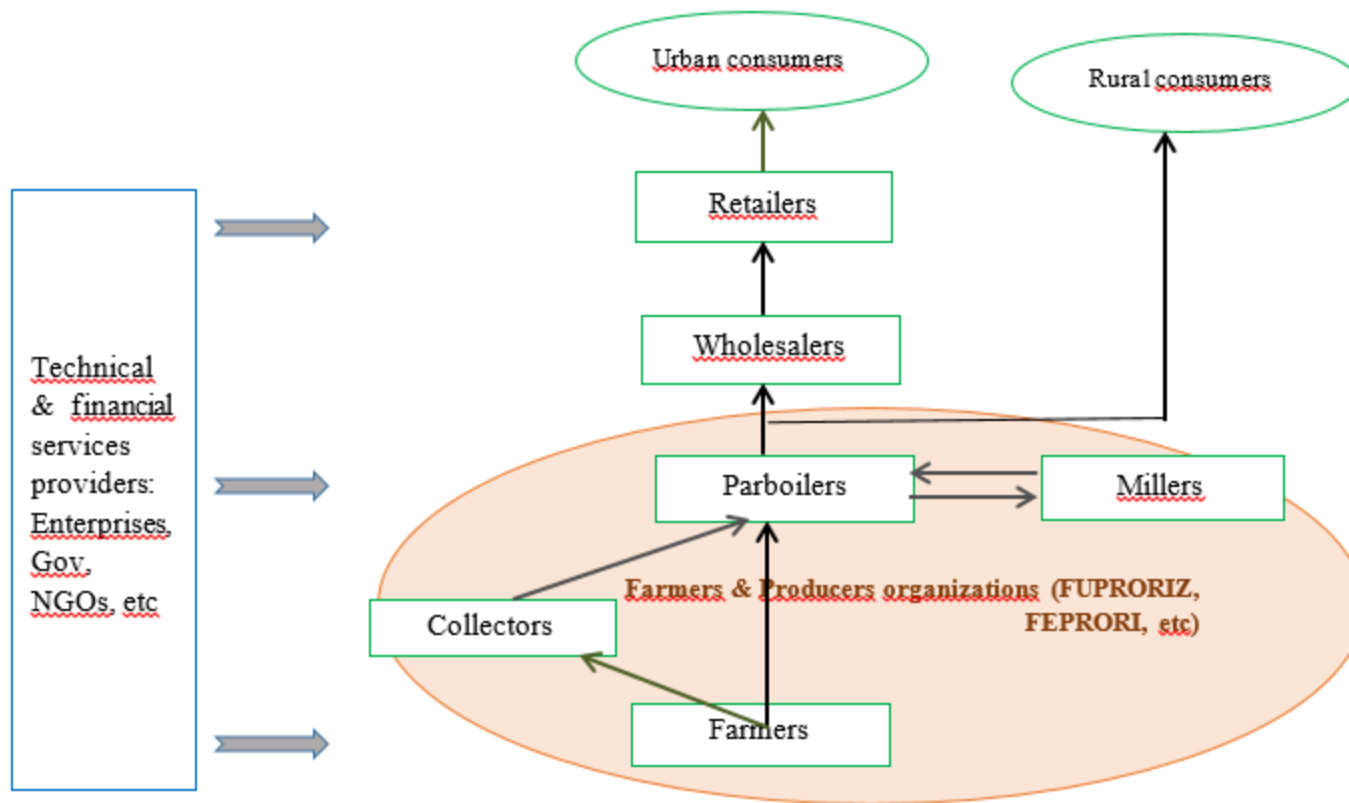 Urban consumers
Rural consumers
Retailers
Wholesalers
Technical
& financial
services
providers:
Enterprises,
Gov,
NGOs, etc
Parboilers
Millers
Farmers & Producers organizations (FUPRORIZ,
FEPRORI, etc)
Collectors
Farmers